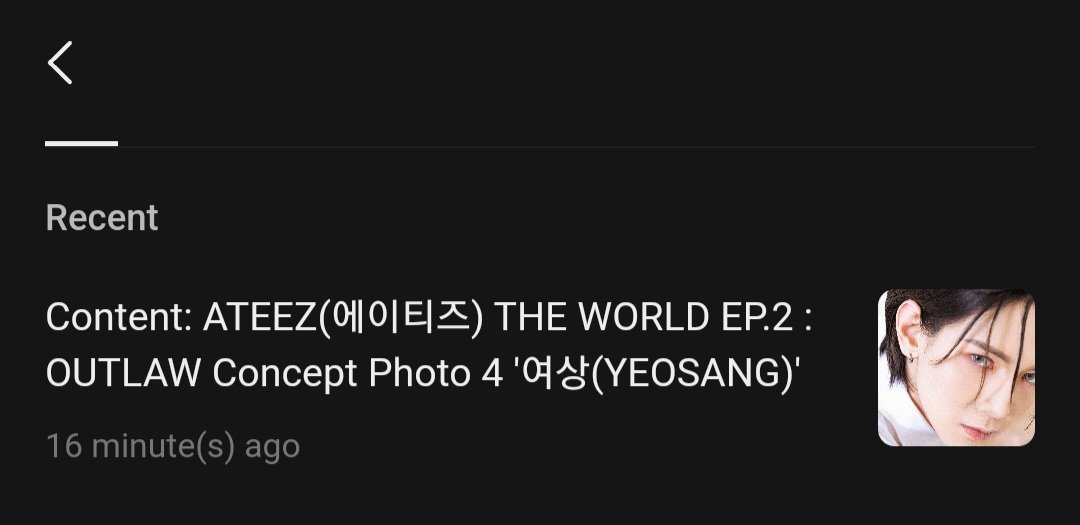 Recent
Content: ATEEZ(에이티즈) THE WORLD EP.2 :
OUTLAW Concept Photo 4 '여상(YEOSANG)'
16 minute(s) ago